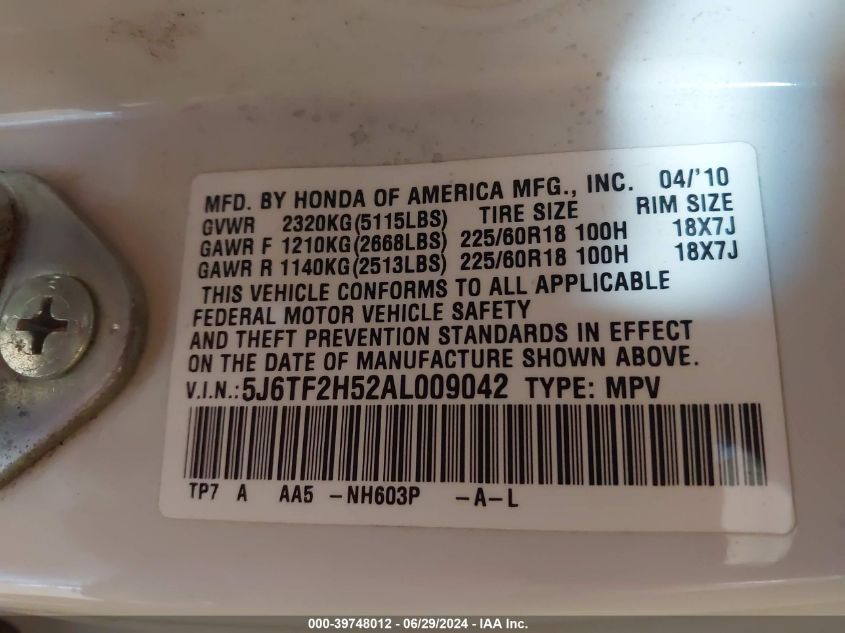 MFD. BY HONDA OF AMERICA MFG., INC. 04/'10
GVWR 2320KG(5115LBS) TIRE SIZE RIM SIZE
GAWR F 1210KG(2668LBS) 225/60R18 100H 18X7J
GAWR R 1140KG(2513LBS) 225/60R18 100H 18X7J
THIS VEHICLE CONFORMS TO ALL APPLICABLE
FEDERAL MOTOR VEHICLE SAFETY
AND THEFT PREVENTION STANDARDS IN EFFECT
ON THE DATE OF MANUFACTURE SHOWN ABOVE.
V.I.N.: 5J6TF2H52AL009042 TYPE: MPV
TP7 A AA5 -NH603P -A-L
000-39748012 - 06/29/2024 - IAA Inc.